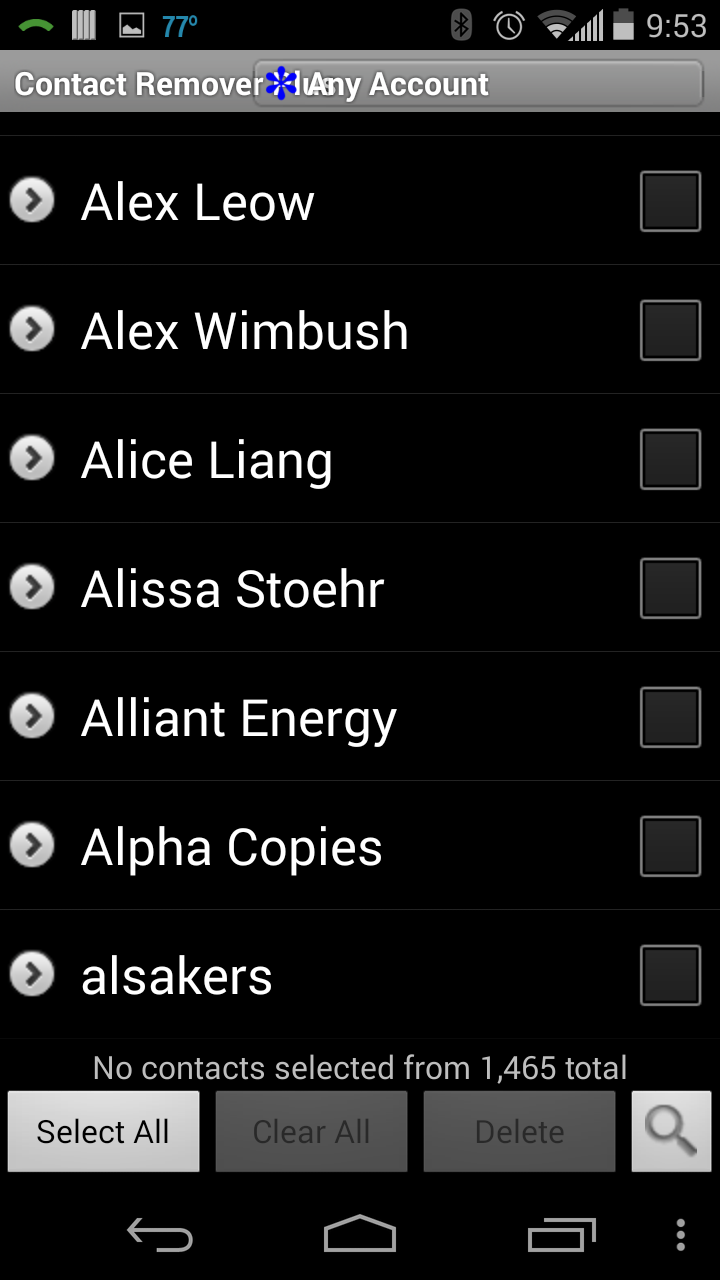 77° 9:53
Contact Remover Plus Any Account
Alex Leow
Alex Wimbush
Alice Liang
Alissa Stoehr
Alliant Energy
Alpha Copies
alsakers
No contacts selected from 1,465 total
Select All Clear All Delete